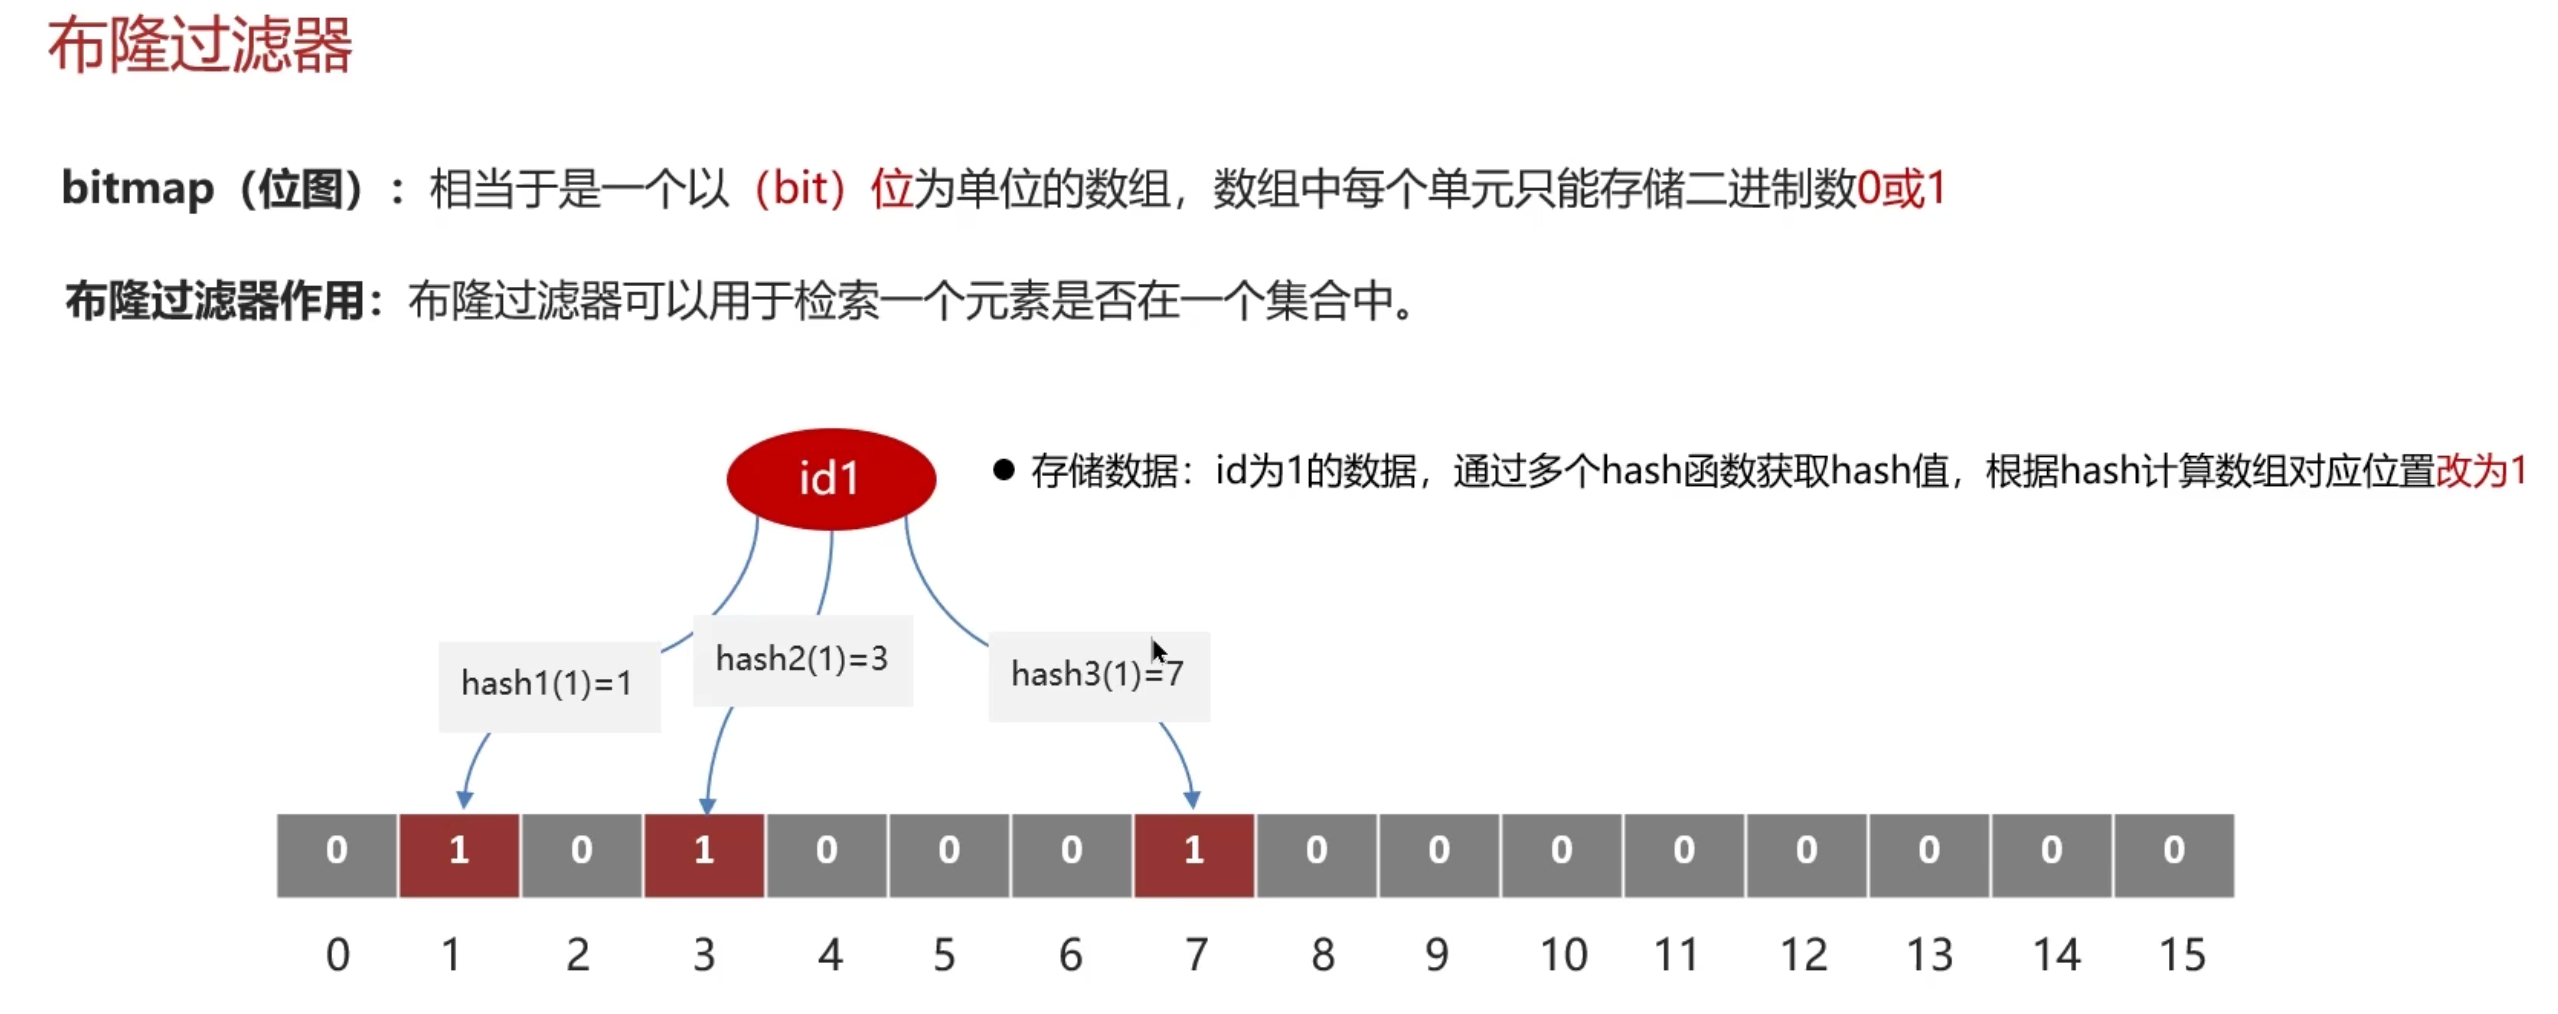 布隆过滤器
bitmap（位图）：相当于是一个以（bit）位为单位的数组，数组中每个单元只能存储二进制数0或1
布隆过滤器作用：布隆过滤器可以用于检索一个元素是否在一个集合中。
id1
● 存储数据：id为1的数据，通过多个hash函数获取hash值，根据hash计算数组对应位置改为1
hash1(1)=1
hash2(1)=3
hash3(1)=7
0 1 0 1 0 0 0 1 0 0 0 0 0 0 0 0
0 1 2 3 4 5 6 7 8 9 10 11 12 13 14 15